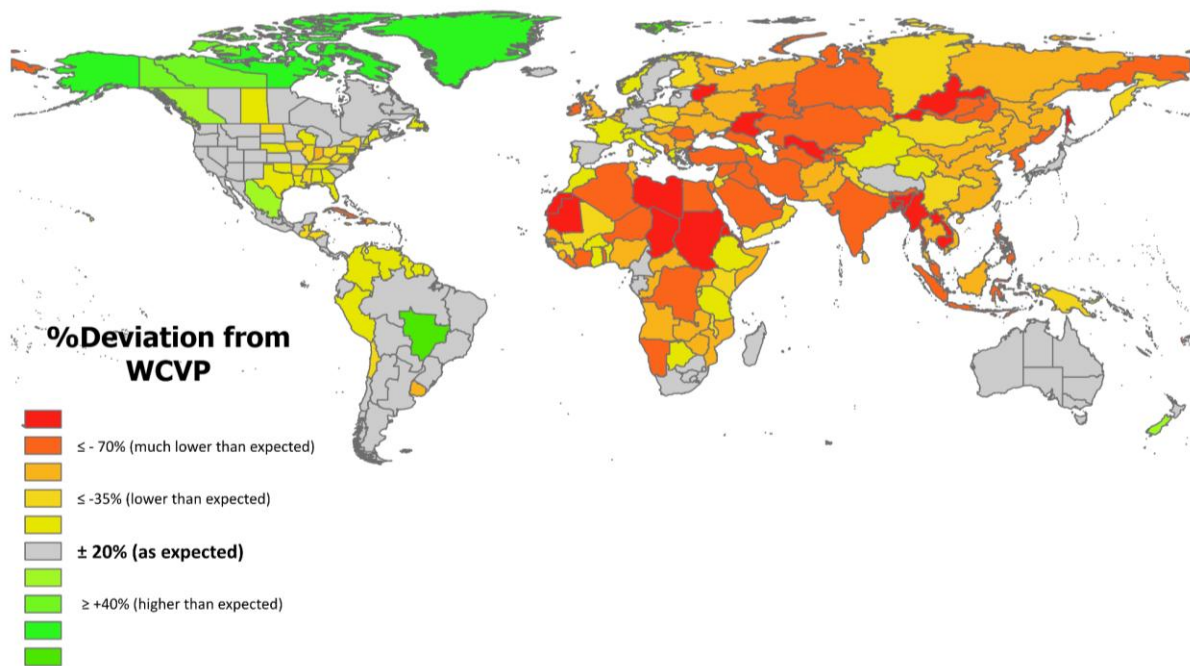 %Deviation from
WCVP
≤ - 70% (much lower than expected)
≤ -35% (lower than expected)
± 20% (as expected)
≥ +40% (higher than expected)